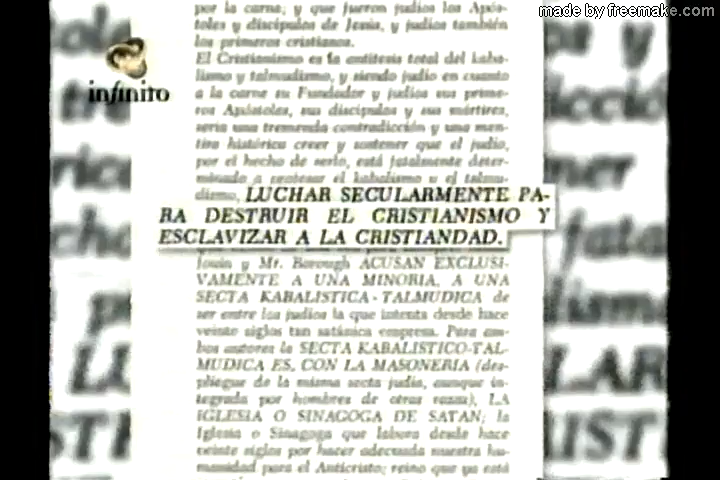 made by freemake.com
infinito
por la carne; y que fueron judíos los Após-
toles y discípulos de Jesús, y judíos también
los primeros cristianos.
El Cristianismo es la antítesis total del kaba-
lismo y talmudismo, y siendo judío en cuanto
a la carne su Fundador y judíos sus prime-
ros Apóstoles, sus discípulos y sus mártires,
sería una tremenda contradicción y una men-
tira histórica creer y sostener que el judío,
por el hecho de serlo, está fatalmente deter-
minado a profesar el kabalismo u el talmu-
dismo, LUCHAR SECULARMENTE PA-
RA DESTRUIR EL CRISTIANISMO Y
ESCLAVIZAR A LA CRISTIANDAD.
Jouin y Mr. Borough ACUSAN EXCLUSI-
VAMENTE A UNA MINORIA, A UNA
SECTA KABALISTICA-TALMUDICA de
ser entre los judíos la que intenta desde hace
veinte siglos tan satánica empresa. Para am-
bos autores la SECTA KABALISTICO-TAL-
MUDICA ES, CON LA MASONERIA (des-
pliegue de la misma secta judía, aunque in-
tegrada por hombres de otras razas), LA
IGLESIA O SINAGOGA DE SATAN; la
Iglesia o Sinagoga que labora desde hace
veinte siglos por hacer adecuada nuestra hu-
manidad para el Anticristo; reino que ya está